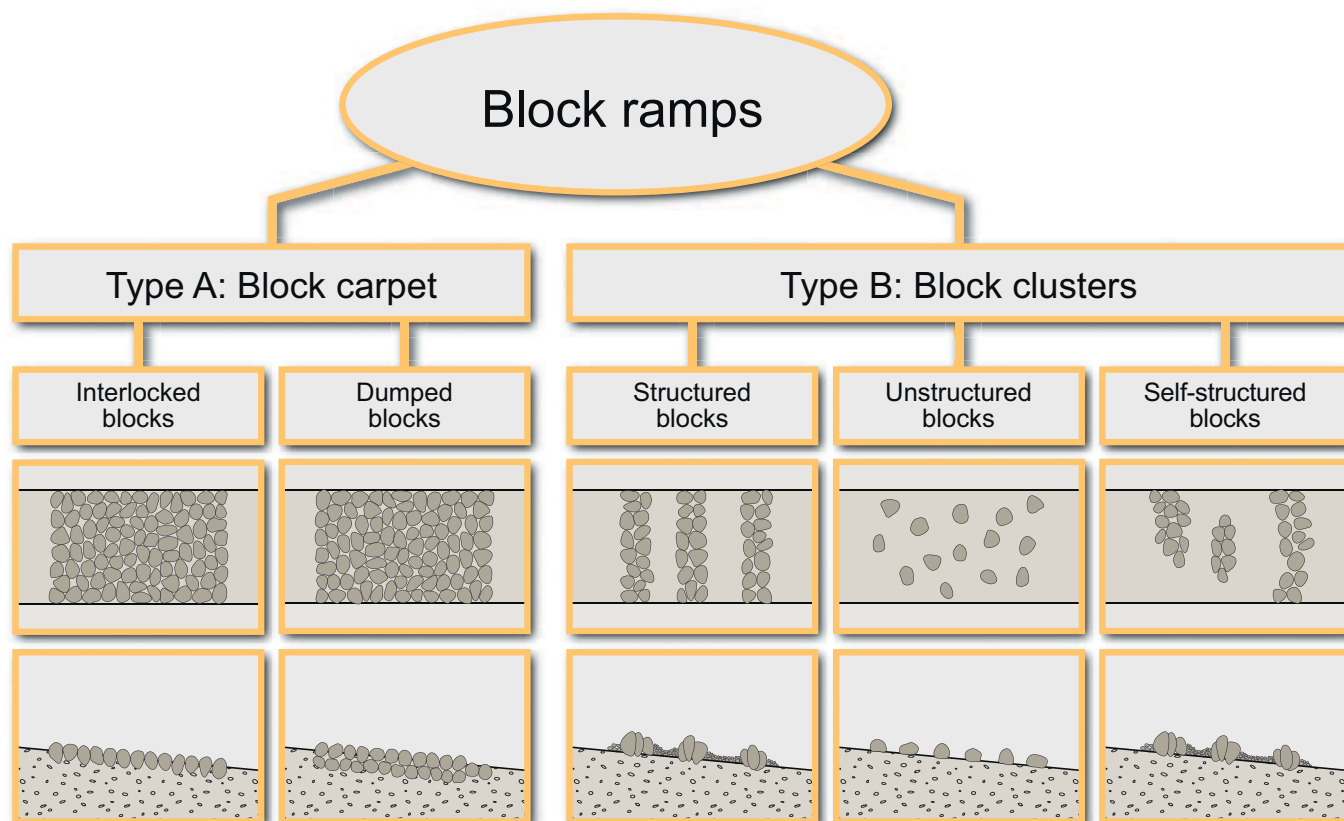 Block ramps
Type A: Block carpet
Type B: Block clusters
Interlocked
blocks
Dumped
blocks
Structured
blocks
Unstructured
blocks
Self-structured
blocks